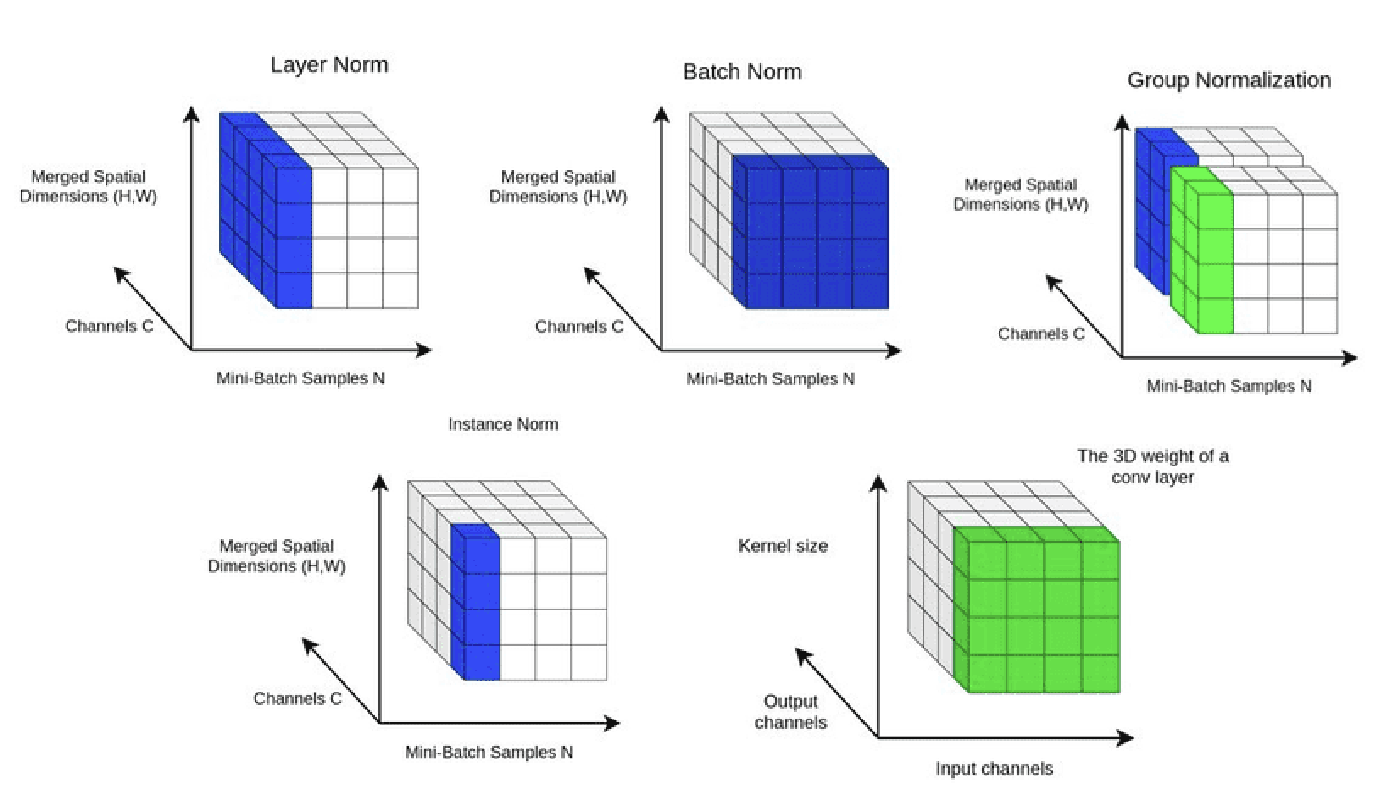 Layer Norm
Merged Spatial
Dimensions (H,W)
Channels C
Mini-Batch Samples N
Batch Norm
Merged Spatial
Dimensions (H,W)
Channels C
Mini-Batch Samples N
Group Normalization
Merged Spatial
Dimensions (H,W)
Channels C
Mini-Batch Samples N
Instance Norm
Merged Spatial
Dimensions (H,W)
Channels C
Mini-Batch Samples N
The 3D weight of a
conv layer
Kernel size
Output
channels
Input channels